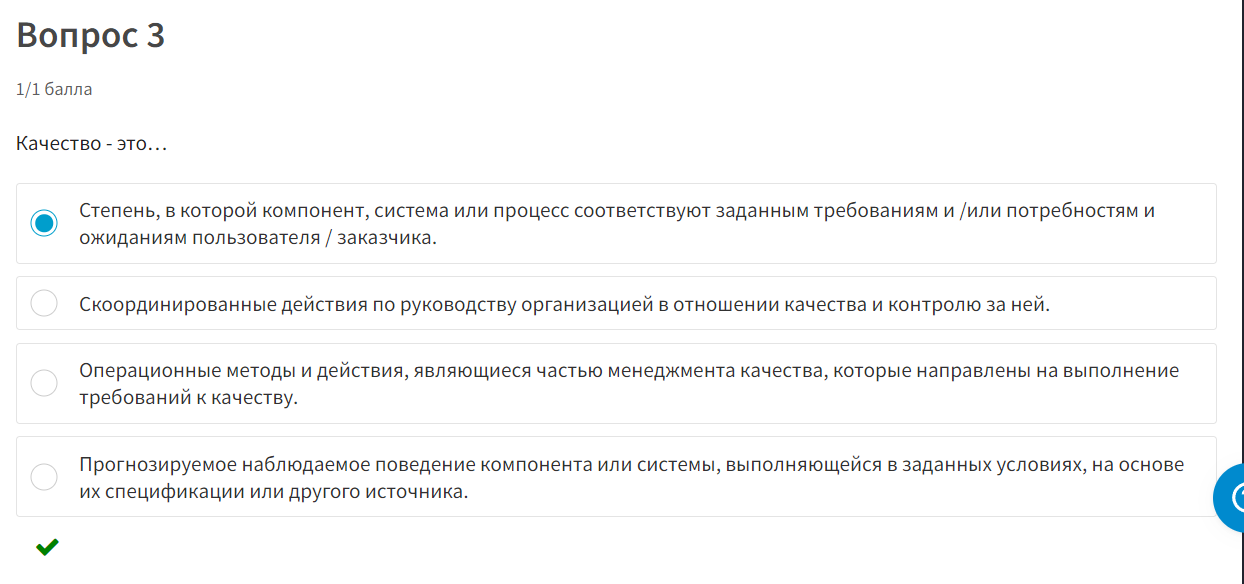 Вопрос 3
1/1 балла
Качество - это…
Степень, в которой компонент, система или процесс соответствуют заданным требованиям и /или потребностям и
ожиданиям пользователя / заказчика.
Скоординированные действия по руководству организацией в отношении качества и контролю за ней.
Операционные методы и действия, являющиеся частью менеджмента качества, которые направлены на выполнение
требований к качеству.
Прогнозируемое наблюдаемое поведение компонента или системы, выполняющейся в заданных условиях, на основе
их спецификации или другого источника.